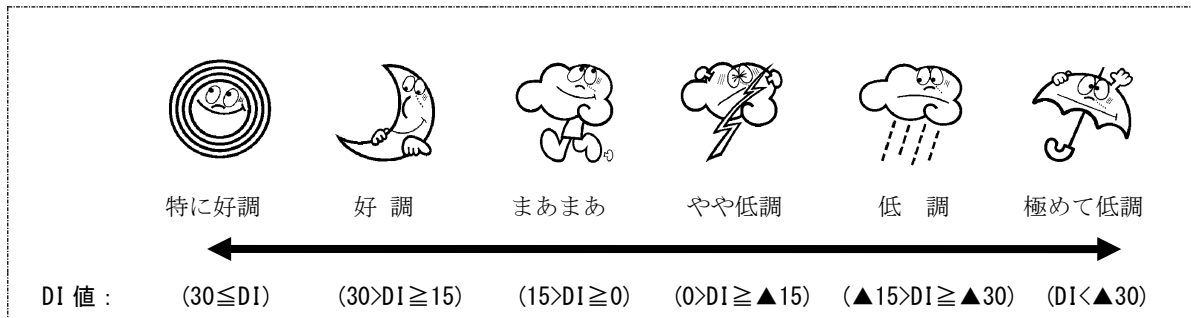 特に好調 好 調 まあまあ やや低調 低 調 極めて低調
DI 値 : (30≦DI) (30>DI≧15) (15>DI≧0) (0>DI≧▲15) (▲15>DI≧▲30) (DI<▲30)